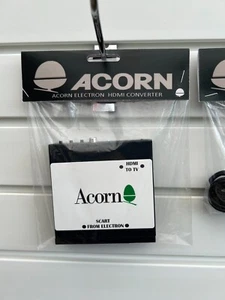 ACORN
ACORN ELECTRON HDMI CONVERTER
HDMI
TO TV
Acorn
SCART
FROM ELECTRON